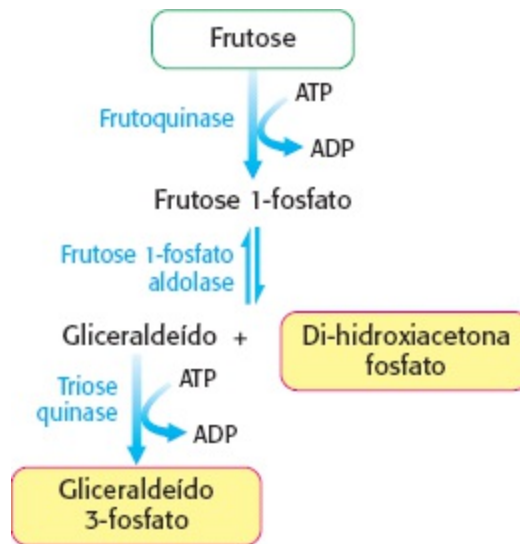 Frutose
ATP
Frutoquinase
ADP
Frutose 1-fosfato
Frutose 1-fosfato
aldolase
Gliceraldeído +
Di-hidroxiacetona
fosfato
Triose
quinase
ATP
ADP
Gliceraldeído
3-fosfato